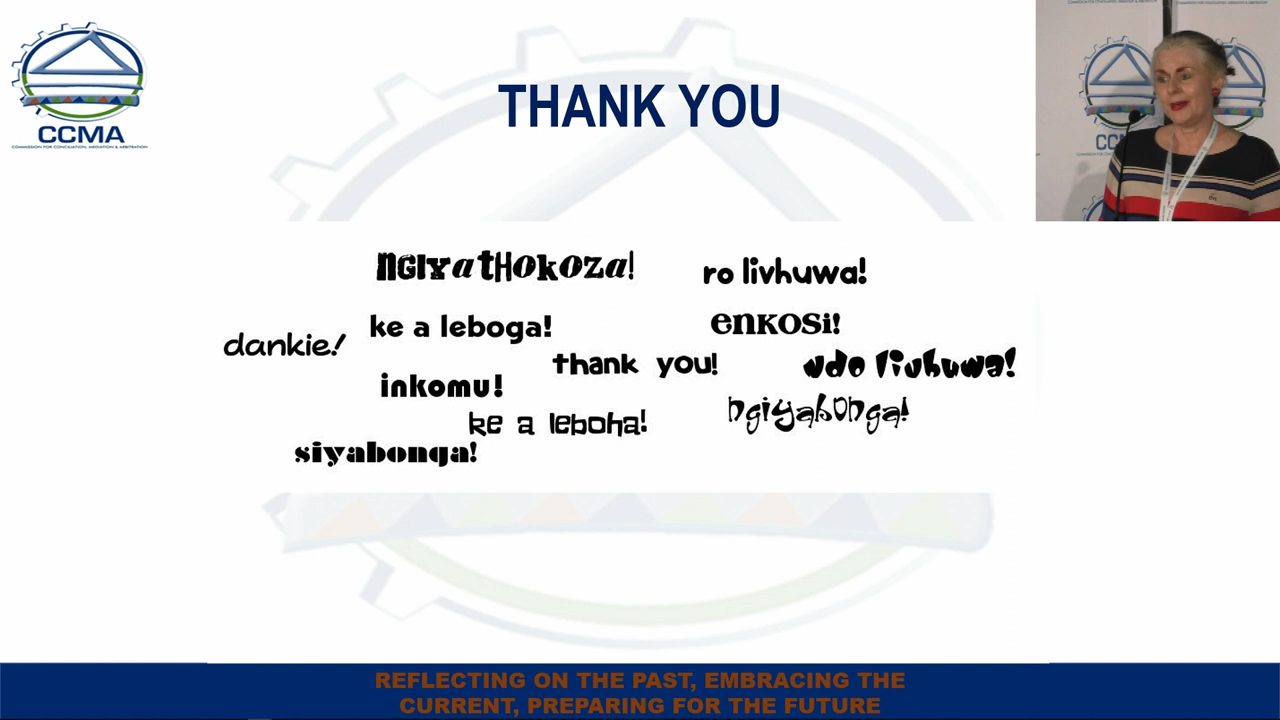 CCMA
COMMISSION FOR CONCILIATION, MEDIATION & ARBITRATION
THANK YOU
NGIYaTHOKOZa!
ro livhuwa!
ke a leboga!
enkosi!
dankie!
thank you!
ndo livhuwa!
inkomu!
ngiyabonga!
ke a leboha!
siyabonga!
REFLECTING ON THE PAST, EMBRACING THE
CURRENT, PREPARING FOR THE FUTURE